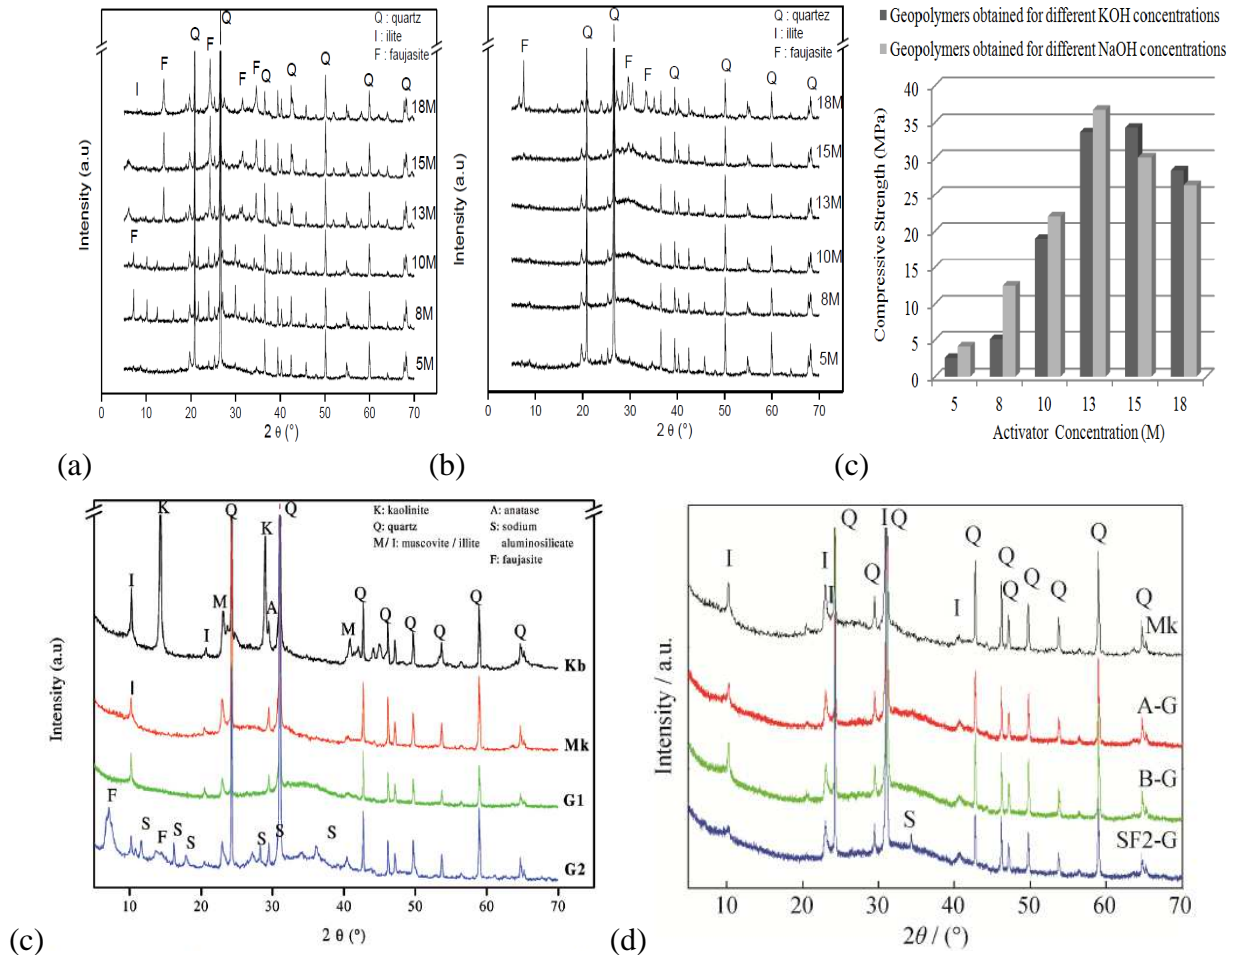 Q
Q : quartz
I : ilite
F : faujasite
Q
F
F
I
F
F
Q
Q
Q
Q
Q
18M
15M
13M
F
10M
8M
5M
Intensity (a.u)
0 10 20 30 40 50 60 70
2 θ (°)
(a)
Q
Q : quartez
I : ilite
F : faujasite
Q
F
F
F
Q
Q
Q
Q
18M
15M
13M
10M
8M
5M
Intensity (a.u)
0 10 20 30 40 50 60 70
2 θ (°)
(b)
Geopolymers obtained for different KOH concentrations
Geopolymers obtained for different NaOH concentrations
40
35
30
25
20
15
10
5
0
Compressive Strength (MPa)
5 8 10 13 15 18
Activator Concentration (M)
(c)
K
Q
Q
K: kaolinite
A: anatase
Q: quartz
S: sodium
M/ I: muscovite / illite
aluminosilicate
F: faujasite
K
I
M
A
I
M
Q
Q
Q
Q
Q
Q
Kb
I
Mk
G1
F
S
F
S
S
S
S
S
G2
Intensity (a.u)
10 20 30 40 50 60 70
2 θ (°)
(c)
Q
I Q
I
I
I
Q
I
Q
Q
Q
Q
Q
Q
Q
Mk
A-G
B-G
S
SF2-G
Intensity / a.u.
10 20 30 40 50 60 70
2θ / (°)
(d)